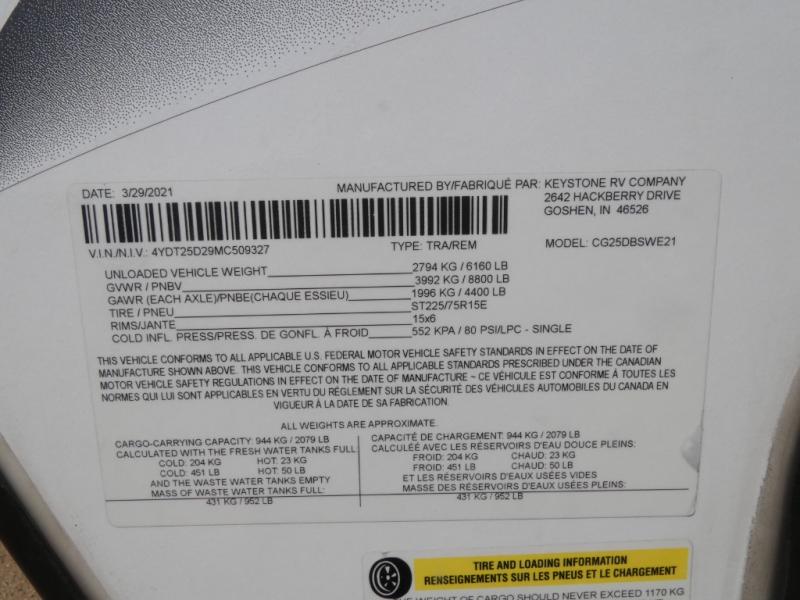 DATE: 3/29/2021
MANUFACTURED BY/FABRIQUÉ PAR: KEYSTONE RV COMPANY
2642 HACKBERRY DRIVE
GOSHEN, IN 46526
V.I.N./N.I.V.: 4YDT25D29MC509327 TYPE: TRA/REM MODEL: CG25DBSWE21
UNLOADED VEHICLE WEIGHT 2794 KG / 6160 LB
GVWR / PNBV 3992 KG / 8800 LB
GAWR (EACH AXLE)/PNBE(CHAQUE ESSIEU) 1996 KG / 4400 LB
TIRE / PNEU ST225/75R15E
RIMS/JANTE 15x6
COLD INFL. PRESS/PRESS. DE GONFL. À FROID 552 KPA / 80 PSI/LPC - SINGLE
THIS VEHICLE CONFORMS TO ALL APPLICABLE U.S. FEDERAL MOTOR VEHICLE SAFETY STANDARDS IN EFFECT ON THE DATE OF
MANUFACTURE SHOWN ABOVE. THIS VEHICLE CONFORMS TO ALL APPLICABLE STANDARDS PRESCRIBED UNDER THE CANADIAN
MOTOR VEHICLE SAFETY REGULATIONS IN EFFECT ON THE DATE OF MANUFACTURE ~ CE VÉHICULE EST CONFORME À TOUTES LES
NORMES QUI LUI SONT APPLICABLES EN VERTU DU RÈGLEMENT SUR LA SÉCURITÉ DES VÉHICULES AUTOMOBILES DU CANADA EN
VIGUEUR À LA DATE DE SA FABRICATION.
ALL WEIGHTS ARE APPROXIMATE.
CARGO-CARRYING CAPACITY: 944 KG / 2079 LB
CALCULATED WITH THE FRESH WATER TANKS FULL:
COLD: 204 KG HOT: 23 KG
COLD: 451 LB HOT: 50 LB
AND THE WASTE WATER TANKS EMPTY
MASS OF WASTE WATER TANKS FULL:
431 KG / 952 LB
CAPACITÉ DE CHARGEMENT: 944 KG / 2079 LB
CALCULÉE AVEC LES RÉSERVOIRS D'EAU DOUCE PLEINS:
FROID: 204 KG CHAUD: 23 KG
FROID: 451 LB CHAUD: 50 LB
ET LES RÉSERVOIRS D'EAUX USÉES VIDES
MASSE DES RÉSERVOIRS D'EAUX USÉES PLEINS:
431 KG / 952 LB
TIRE AND LOADING INFORMATION
RENSEIGNEMENTS SUR LES PNEUS ET LE CHARGEMENT
WEIGHT OF CARGO SHOULD NEVER EXCEED 1170 KG